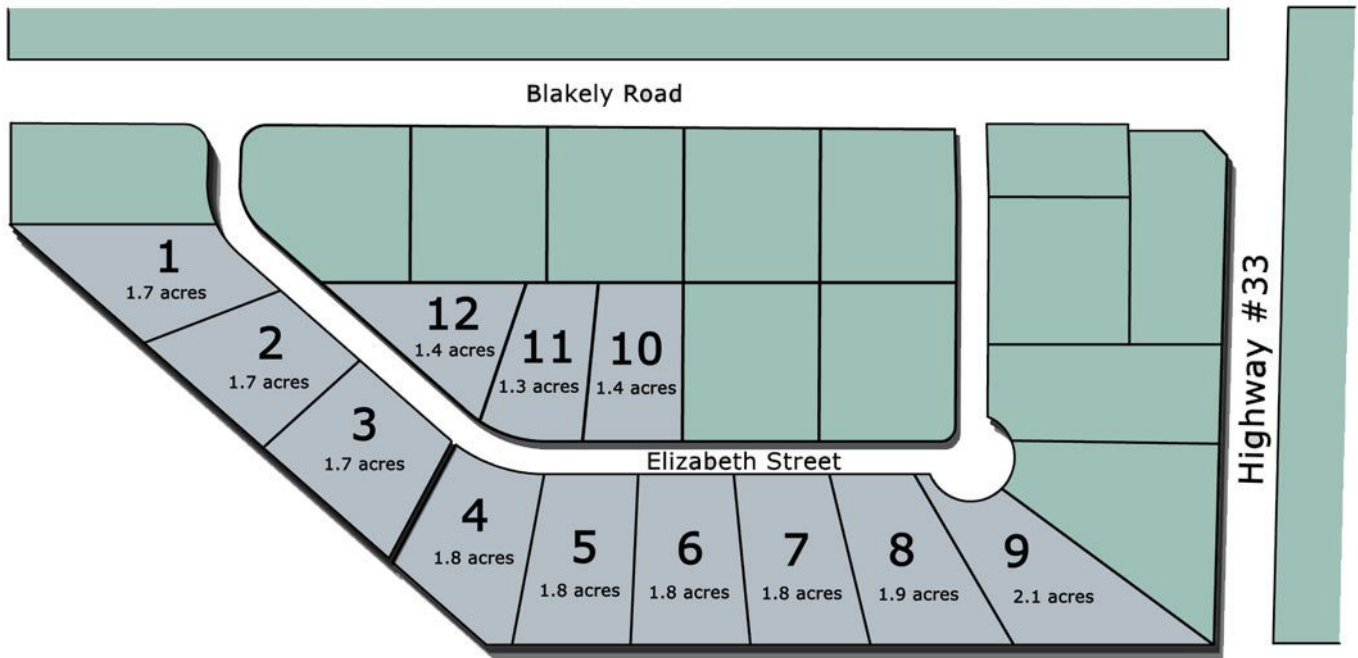 Blakely Road
1
1.7 acres
2
1.7 acres
3
1.7 acres
4
1.8 acres
5
1.8 acres
6
1.8 acres
7
1.8 acres
8
1.9 acres
9
2.1 acres
10
1.4 acres
11
1.3 acres
12
1.4 acres
Elizabeth Street
Highway #33